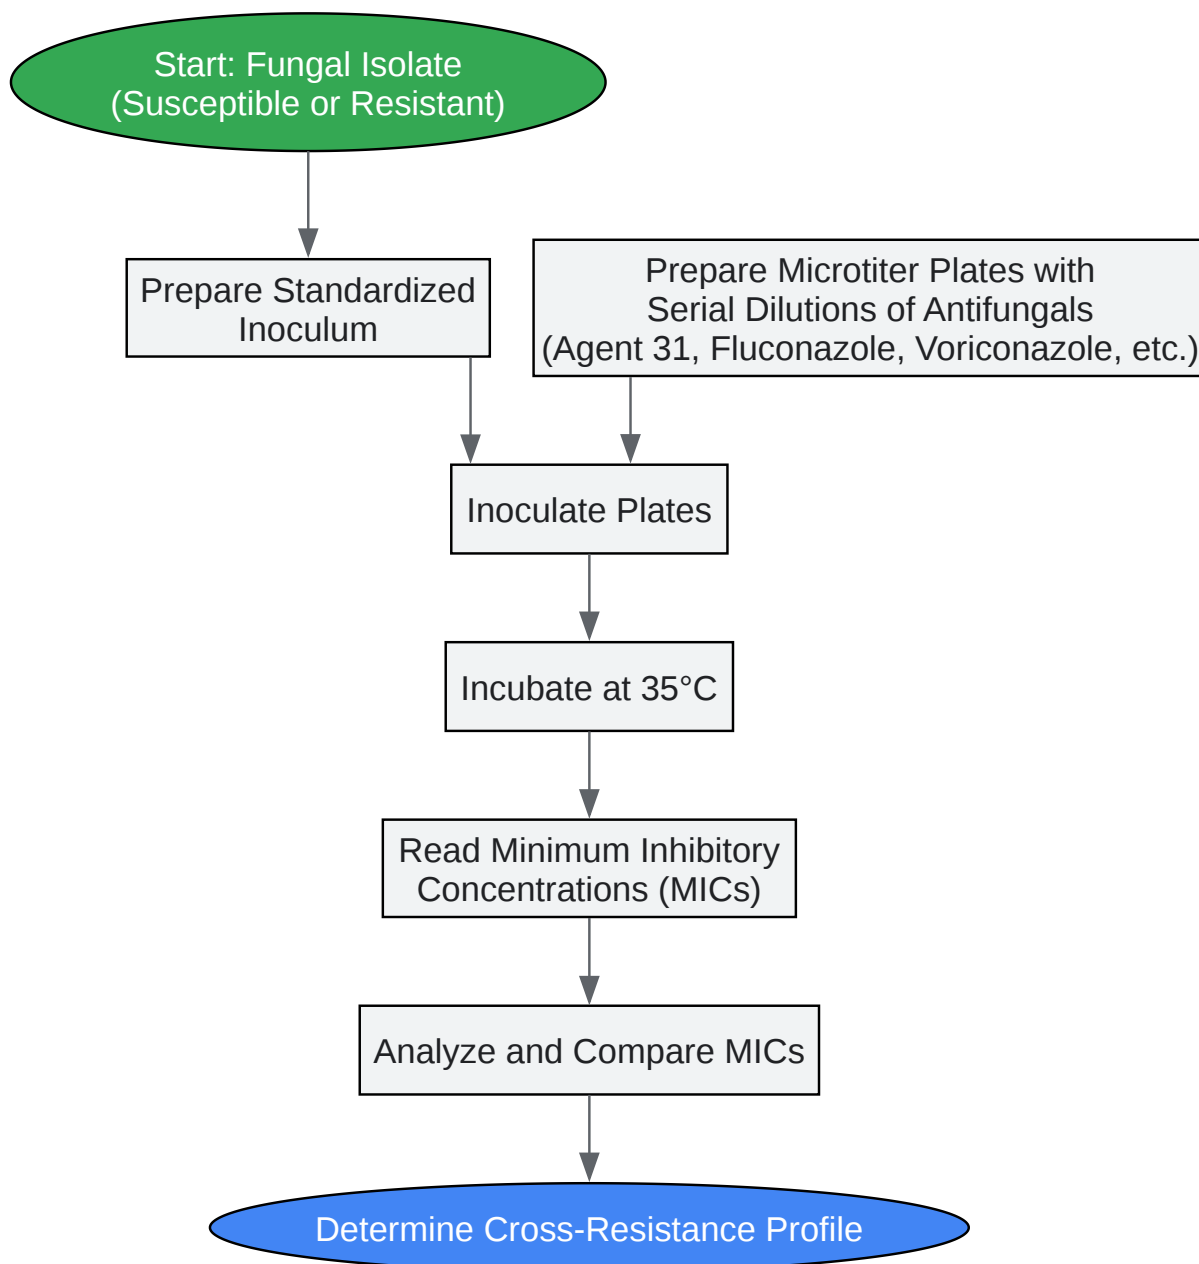 Start: Fungal Isolate
(Susceptible or Resistant)
Prepare Standardized
Inoculum
Prepare Microtiter Plates with
Serial Dilutions of Antifungals
(Agent 31, Fluconazole, Voriconazole, etc.)
Inoculate Plates
Incubate at 35°C
Read Minimum Inhibitory
Concentrations (MICs)
Analyze and Compare MICs
Determine Cross-Resistance Profile